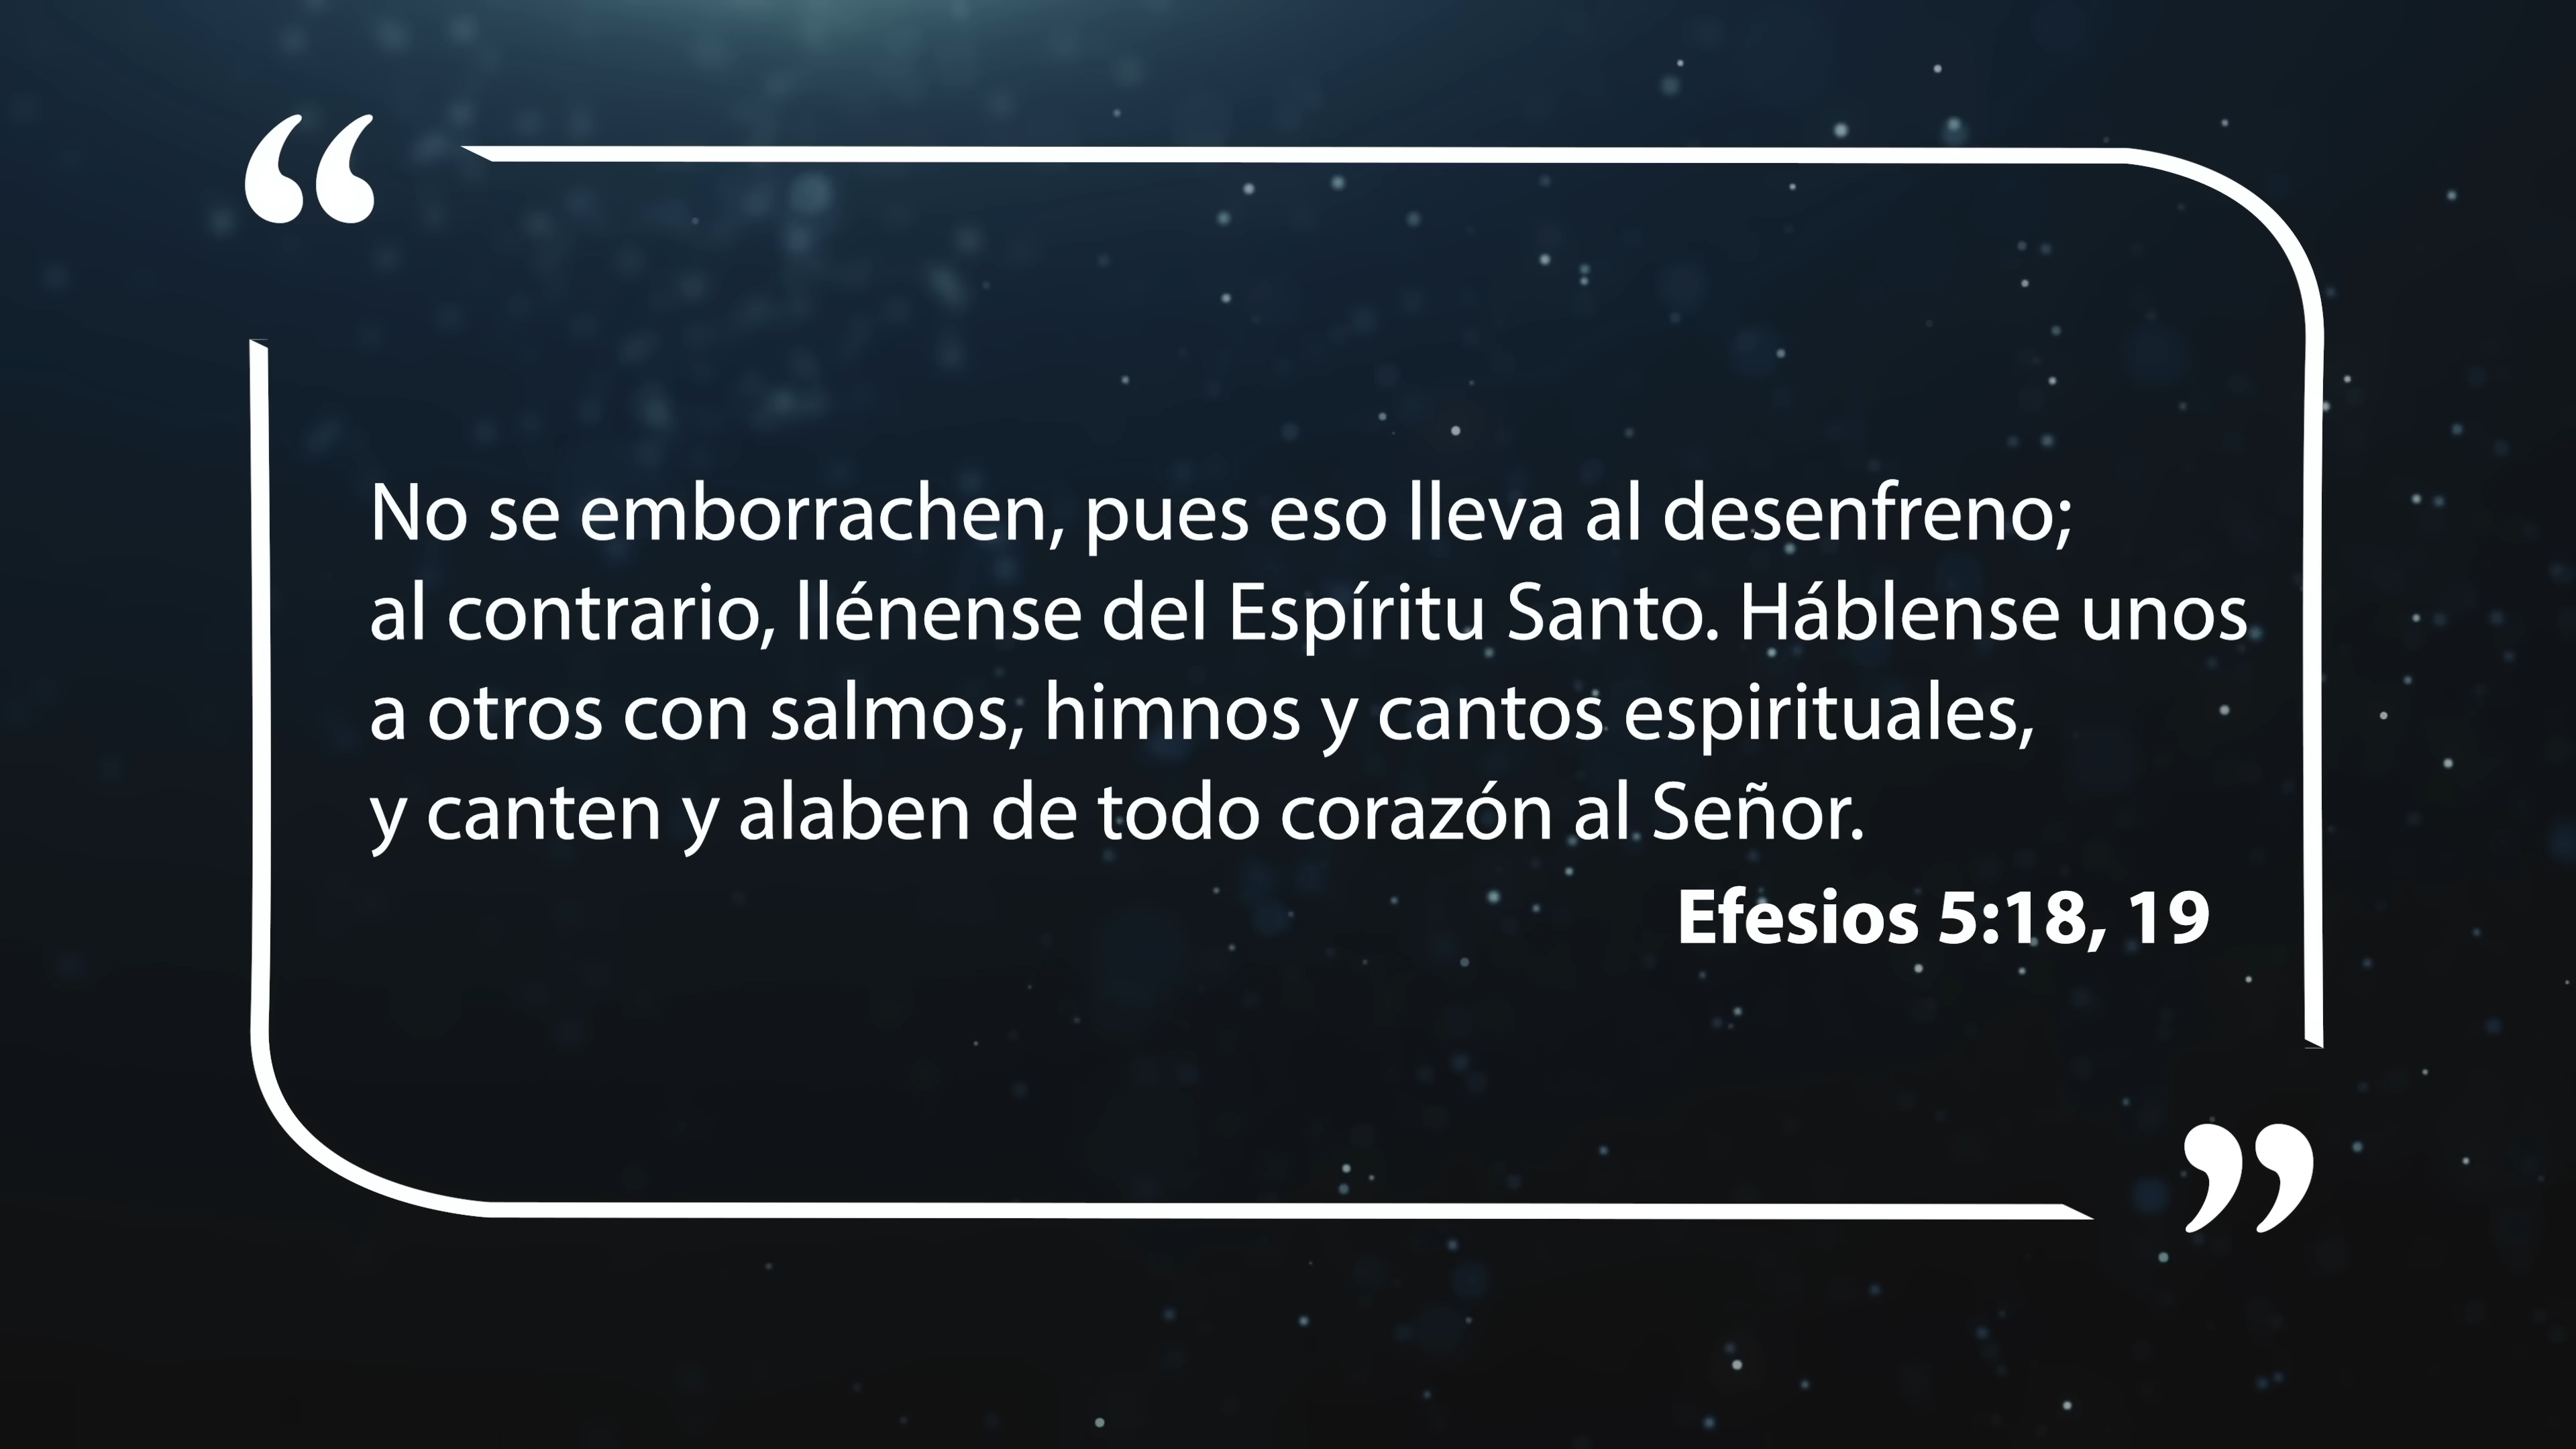 “
No se emborrachen, pues eso lleva al desenfreno;
al contrario, llénense del Espíritu Santo. Háblense unos
a otros con salmos, himnos y cantos espirituales,
y canten y alaben de todo corazón al Señor.
Efesios 5:18, 19
”